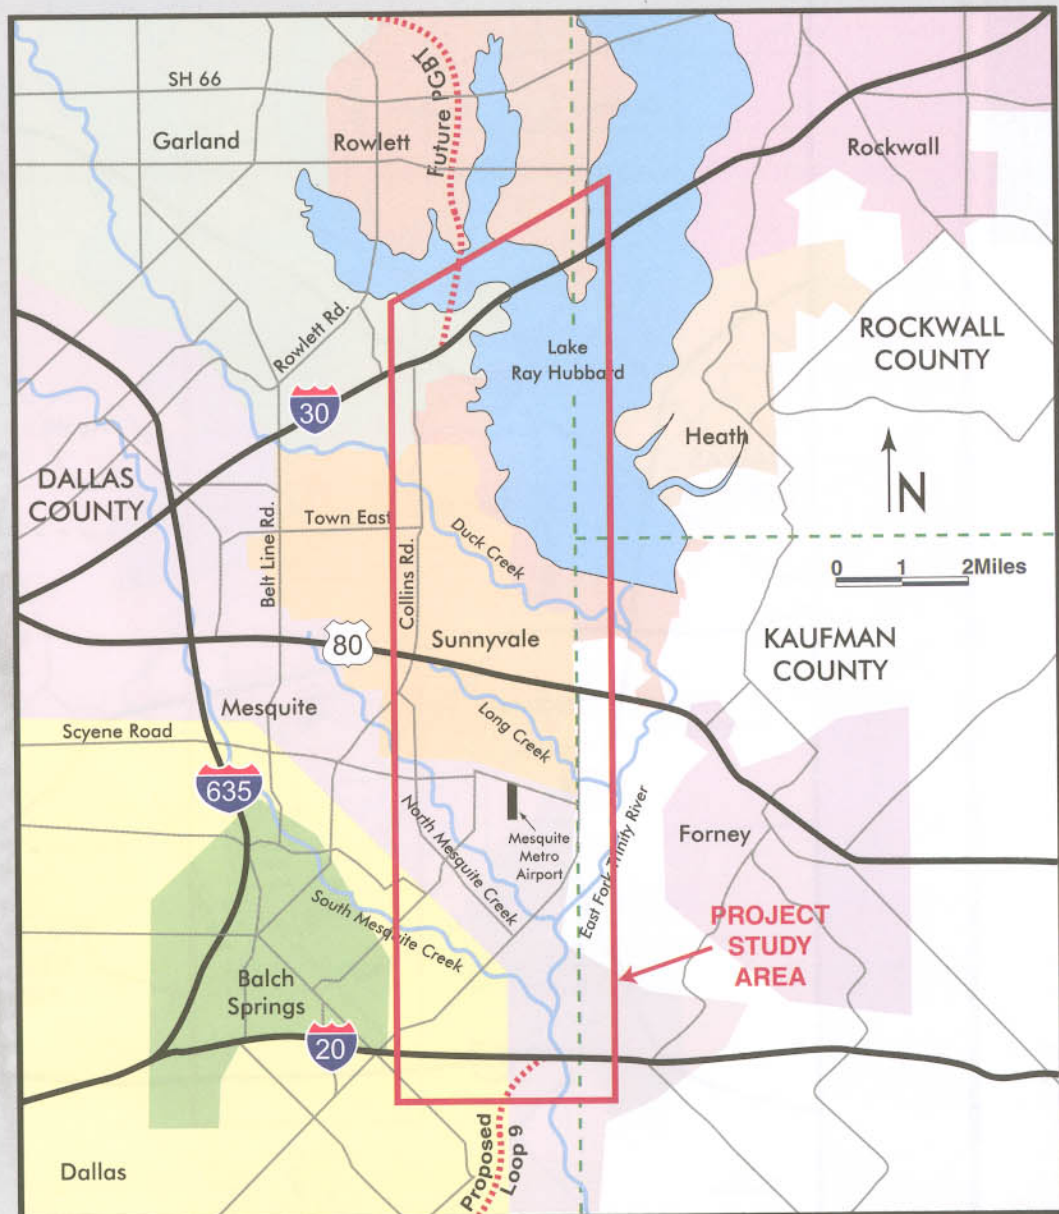 SH 66
Garland
Rowlett
Future PGBT
Rockwall
ROCKWALL
COUNTY
Rowlett Rd.
Lake
Ray Hubbard
30
Heath
N
DALLAS
COUNTY
Town East
Belt Line Rd.
Collins Rd.
Duck Creek
0 1 2Miles
80
Sunnyvale
KAUFMAN
COUNTY
Mesquite
Scyene Road
Long Creek
635
North Mesquite Creek
Mesquite
Metro
Airport
East Fork Trinity River
Forney
South Mesquite Creek
PROJECT
STUDY
AREA
Balch
Springs
20
Proposed
Loop 9
Dallas